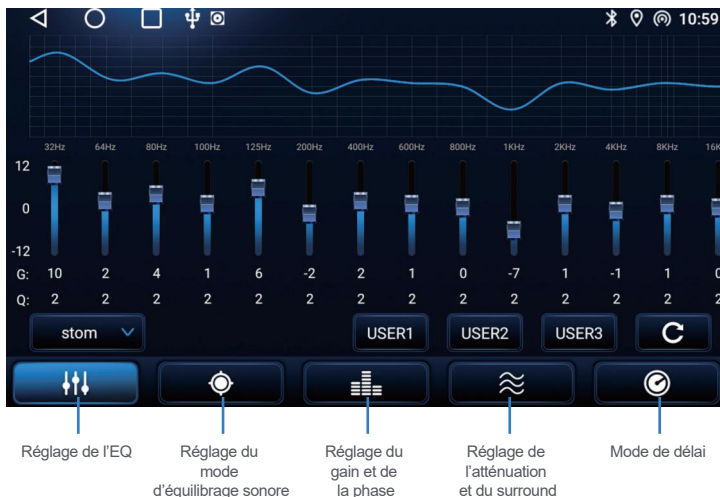 10:59
32Hz 64Hz 80Hz 100Hz 125Hz 200Hz 400Hz 600Hz 800Hz 1KHz 2KHz 4KHz 8KHz 16K
12
0
-12
G: 10 2 4 1 6 -2 2 1 0 -7 1 -1 1 0
Q: 2 2 2 2 2 2 2 2 2 2 2 2 2 2
stom USER1 USER2 USER3
Réglage de l’EQ
Réglage du
mode
d’équilibrage sonore
Réglage du
gain et de
la phase
Réglage de
l’atténuation
et du surround
Mode de délai